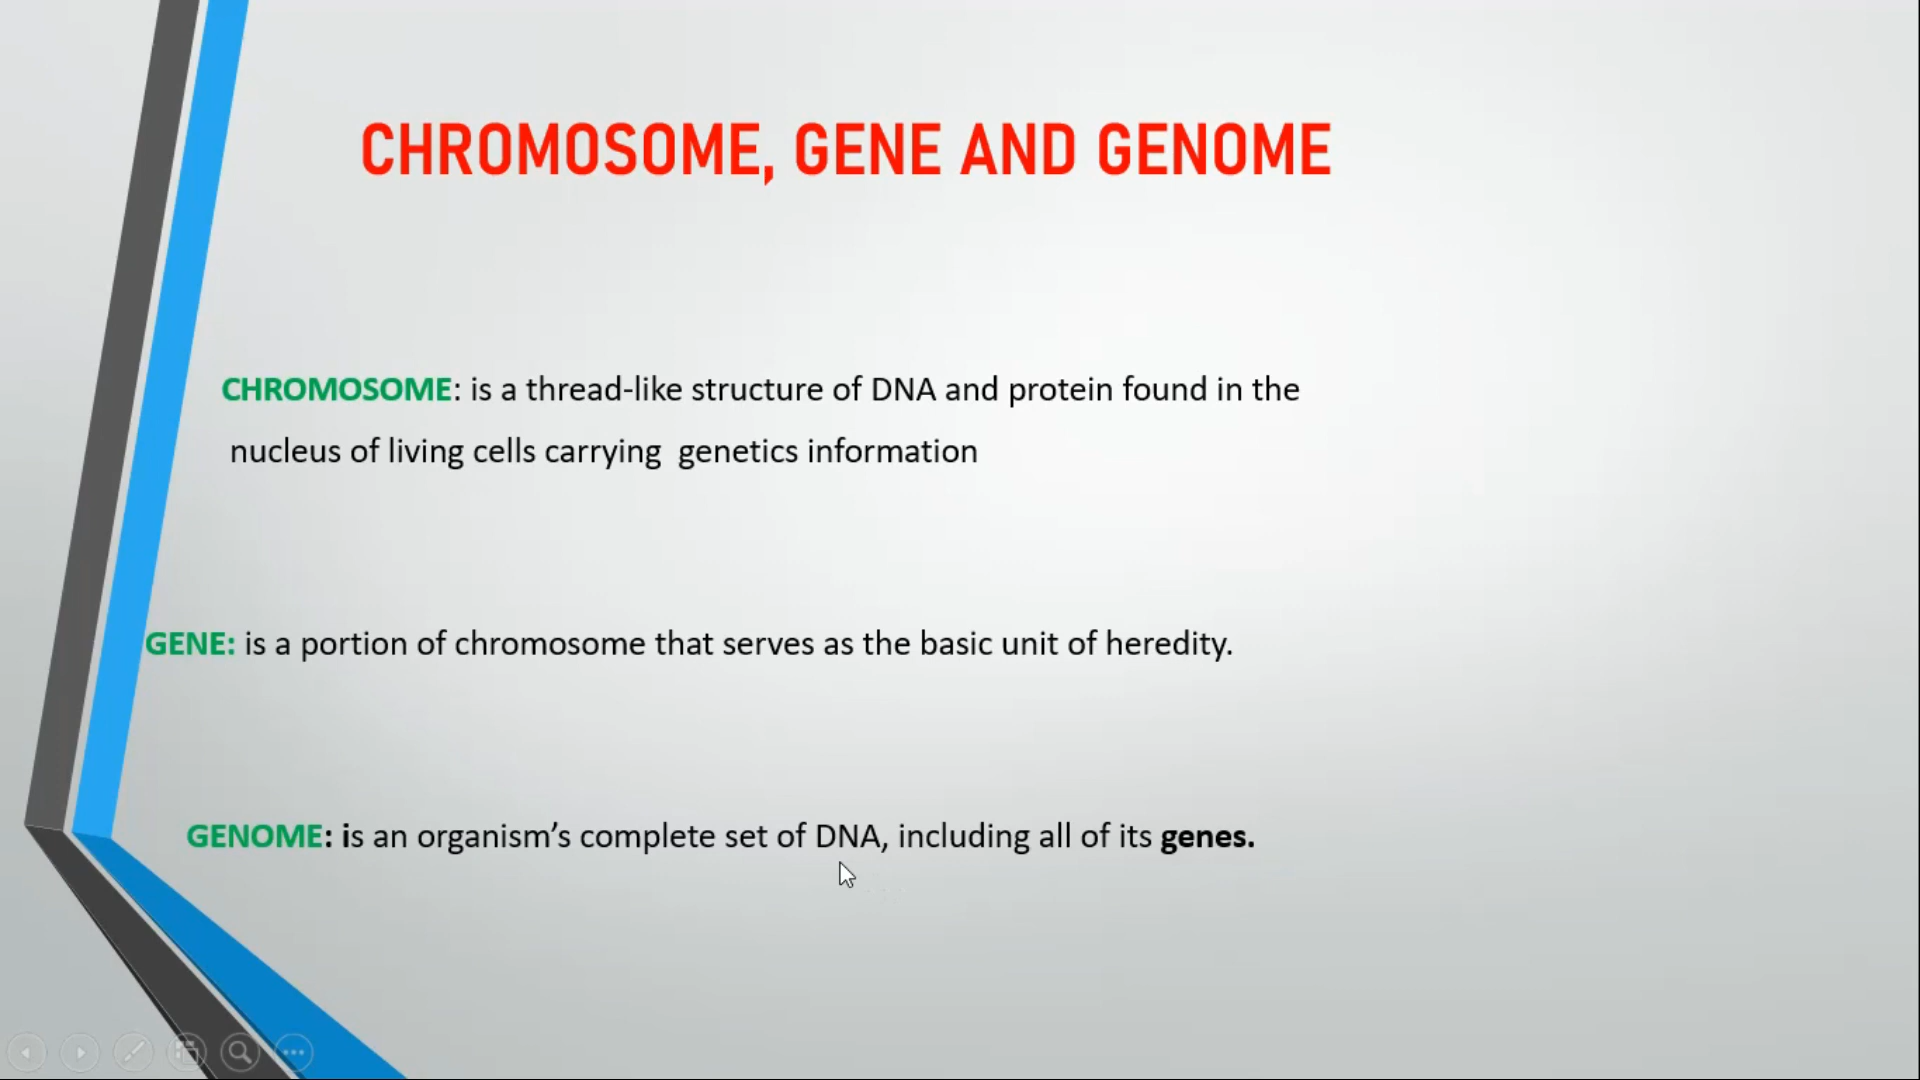 CHROMOSOME, GENE AND GENOME
CHROMOSOME: is a thread-like structure of DNA and protein found in the
nucleus of living cells carrying genetics information
GENE: is a portion of chromosome that serves as the basic unit of heredity.
GENOME: is an organism’s complete set of DNA, including all of its genes.